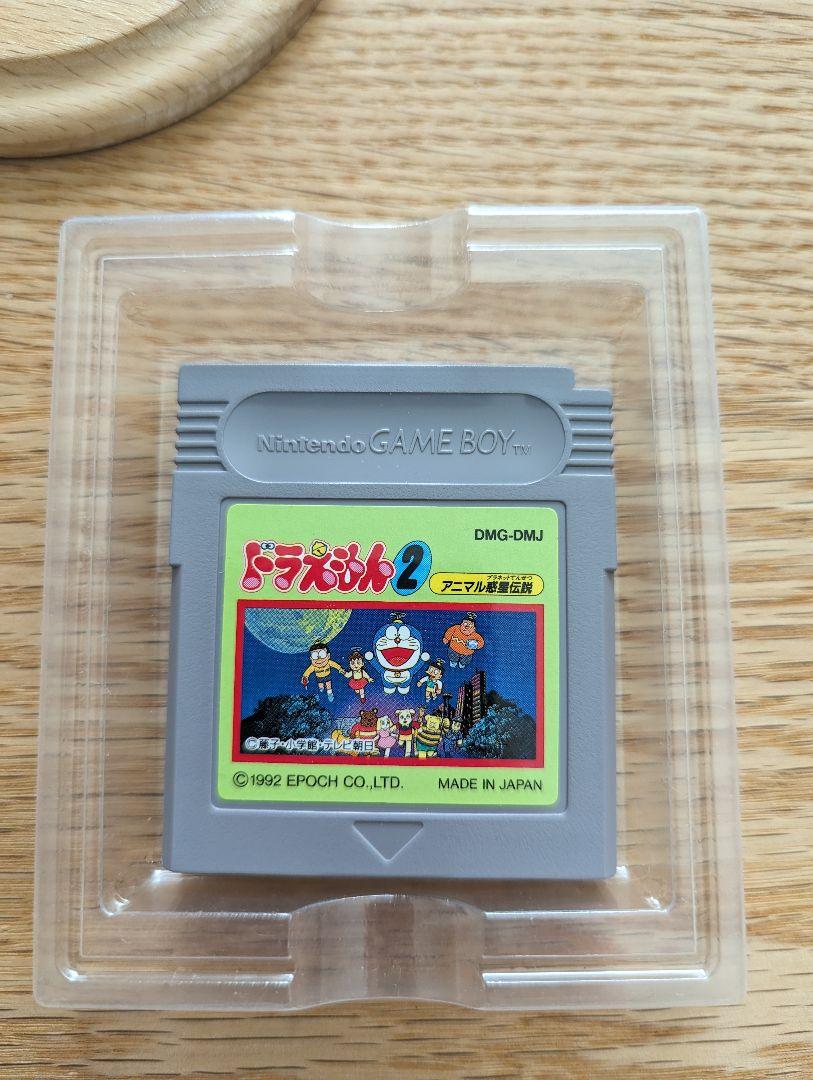 Nintendo GAME BOY TM
DMG-DMJ
ドラえもん2
プラネットでんせつ
アニマル惑星伝説
©藤子・小学館・テレビ朝日
©1992 EPOCH CO.,LTD.
MADE IN JAPAN